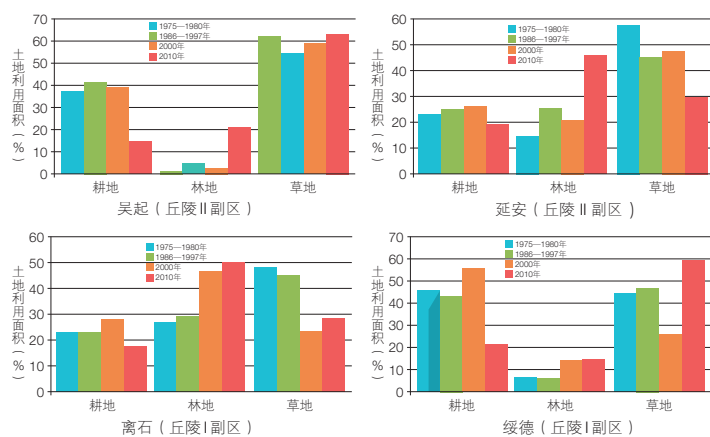 土地利用面积(%)
70
60
50
40
30
20
10
0
1975—1980年
1986—1997年
2000年
2010年
耕地 林地 草地
吴起(丘陵II副区)
土地利用面积(%)
60
50
40
30
20
10
0
1975—1980年
1986—1997年
2000年
2010年
耕地 林地 草地
延安(丘陵II副区)
土地利用面积(%)
60
50
40
30
20
10
0
1975—1980年
1986—1997年
2000年
2010年
耕地 林地 草地
离石(丘陵I副区)
土地利用面积(%)
70
60
50
40
30
20
10
0
1975—1980年
1986—1997年
2000年
2010年
耕地 林地 草地
绥德(丘陵I副区)